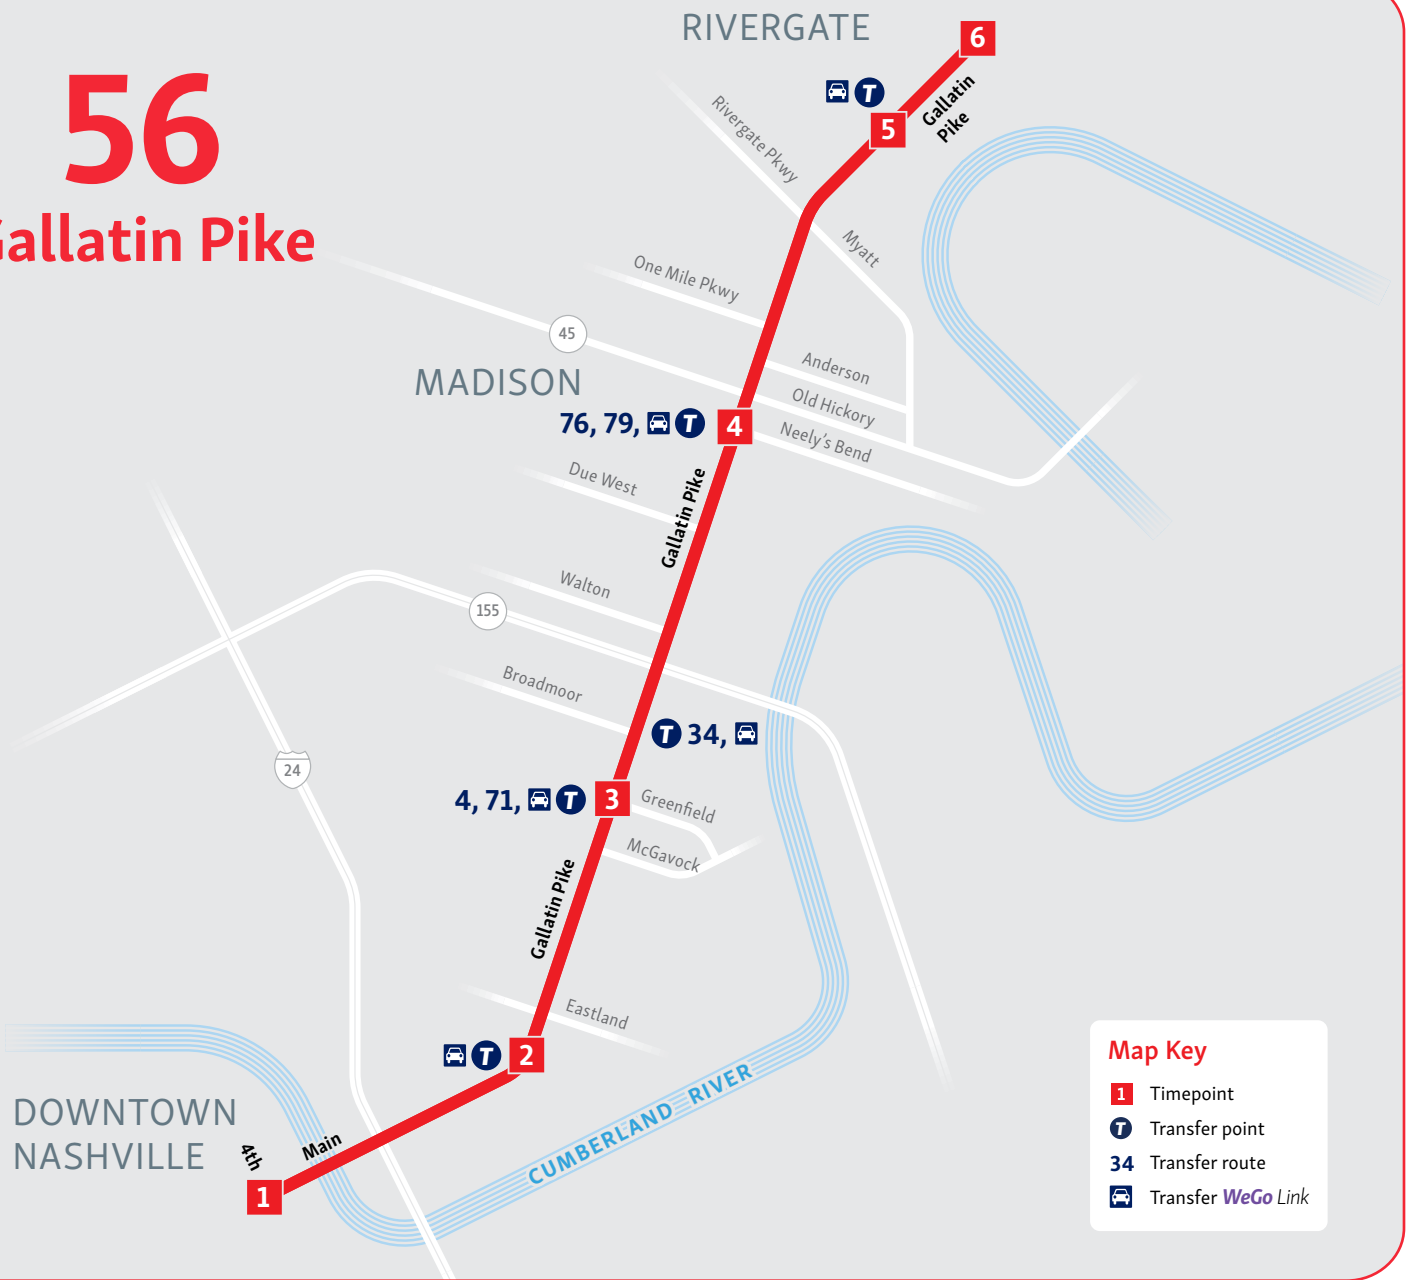 RIVERGATE
6
56
Gallatin Pike
T
5
Gallatin
Pike
Rivergate Pkwy
Myatt
One Mile Pkwy
45
Anderson
MADISON
Old Hickory
76, 79, T
4
Neely's Bend
Due West
Gallatin Pike
Walton
155
Broadmoor
T 34,
24
4, 71, T
3
Greenfield
McGavock
Gallatin Pike
Eastland
T
2
CUMBERLAND RIVER
DOWNTOWN
NASHVILLE
4th
Main
1
Map Key
1 Timepoint
T Transfer point
34 Transfer route
Transfer WeGo Link